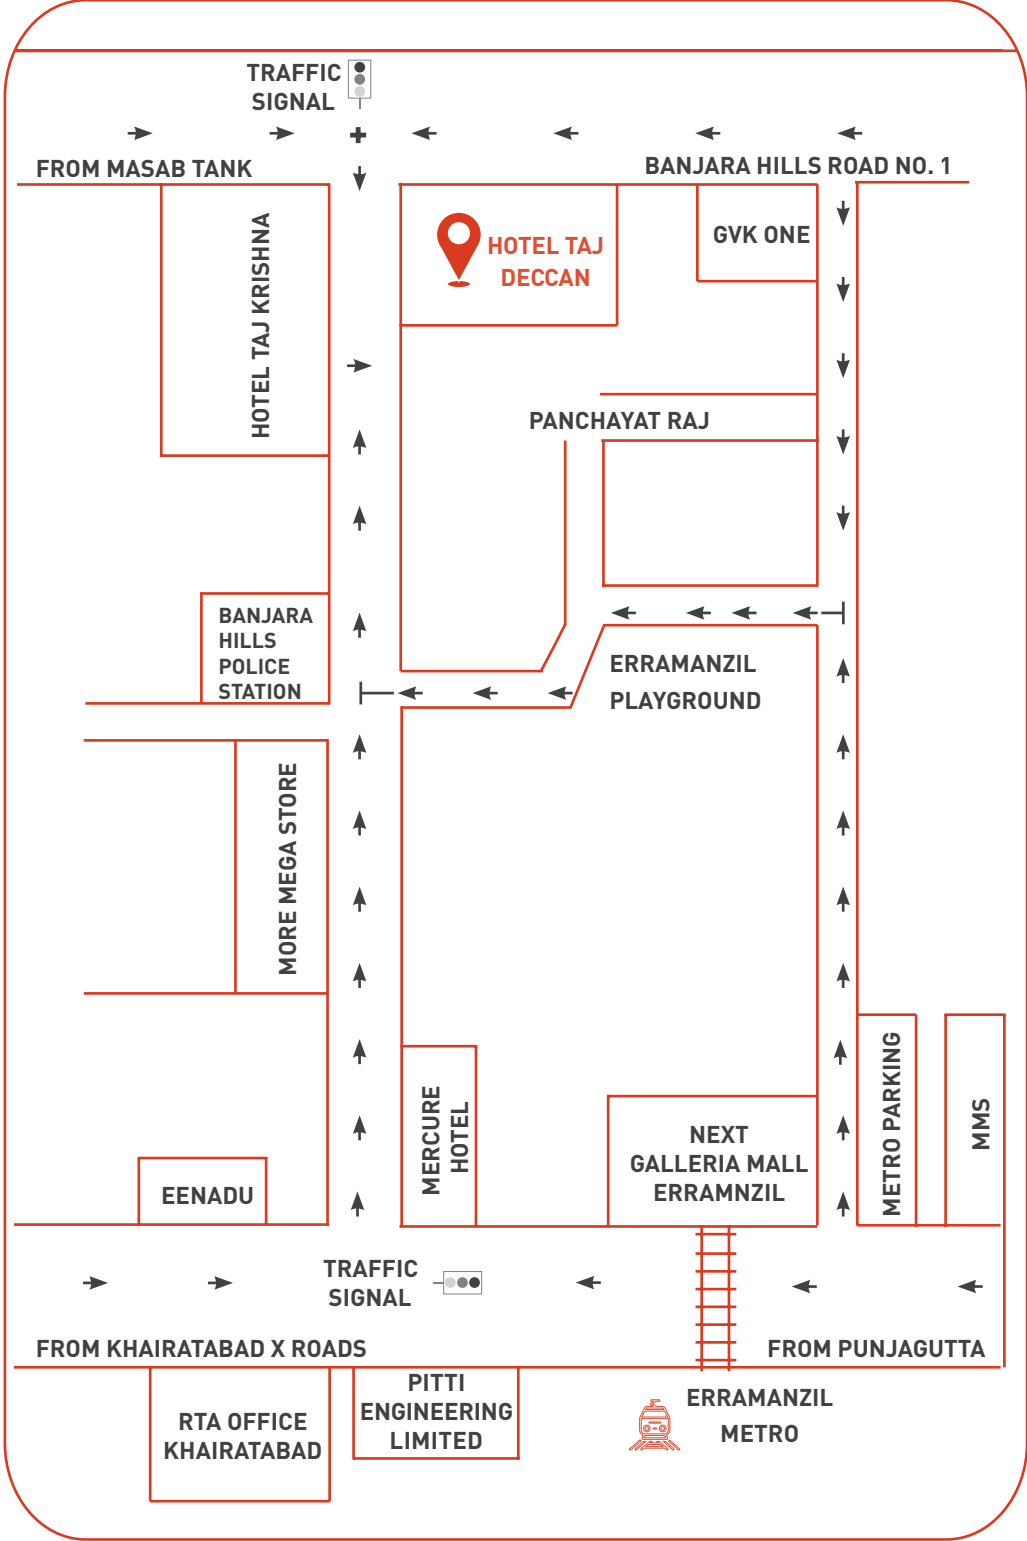 TRAFFIC
SIGNAL
FROM MASAB TANK
BANJARA HILLS ROAD NO. 1
HOTEL TAJ KRISHNA
HOTEL TAJ
DECCAN
GVK ONE
PANCHAYAT RAJ
BANJARA
HILLS
POLICE
STATION
ERRAMANZIL
PLAYGROUND
MORE MEGA STORE
MERCURE
HOTEL
NEXT
GALLERIA MALL
ERRAMNZIL
METRO PARKING
MMS
EENADU
TRAFFIC
SIGNAL
FROM KHAIRATABAD X ROADS
FROM PUNJAGUTTA
RTA OFFICE
KHAIRATABAD
PITTI
ENGINEERING
LIMITED
ERRAMANZIL
METRO